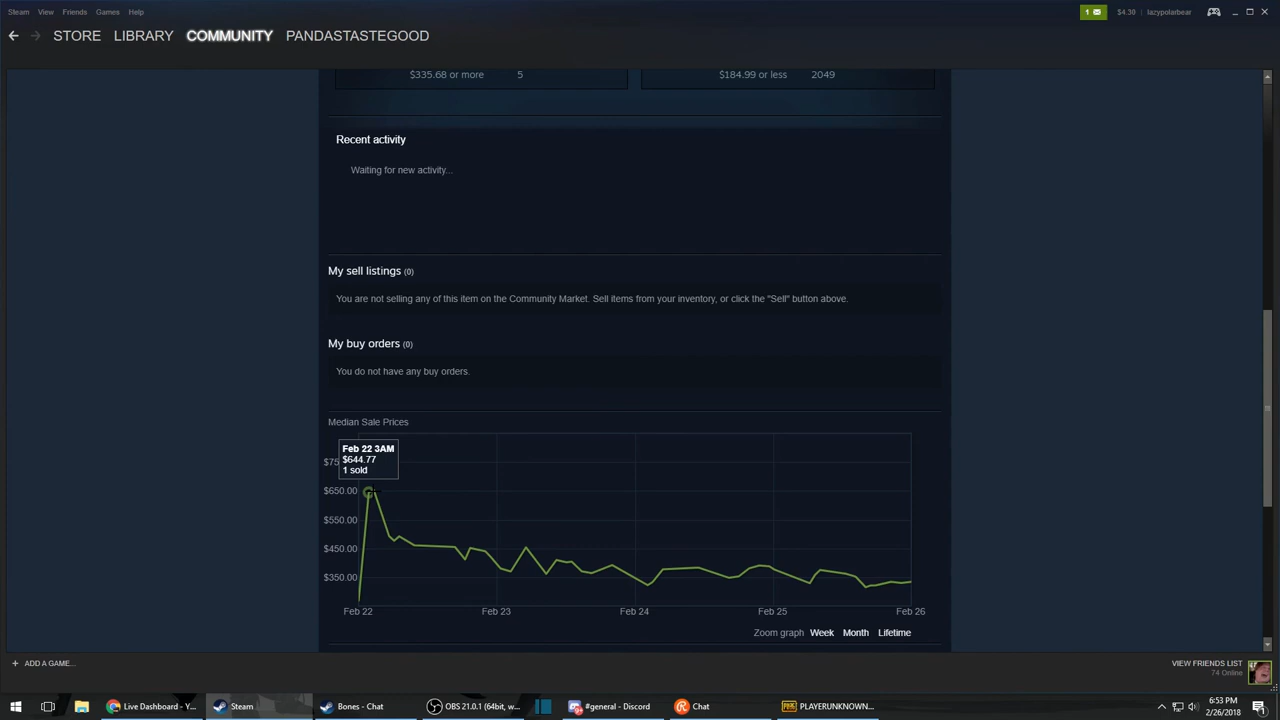 Steam View Friends Games Help
1 $4.30 lazypolarbear
STORE LIBRARY COMMUNITY PANDASTASTEGOOD
$335.68 or more 5 $184.99 or less 2049
Recent activity
Waiting for new activity...
My sell listings (0)
You are not selling any of this item on the Community Market. Sell items from your inventory, or click the "Sell" button above.
My buy orders (0)
You do not have any buy orders.
Median Sale Prices
Feb 22 3AM
$644.77
1 sold
$75
$650.00
$550.00
$450.00
$350.00
Feb 22 Feb 23 Feb 24 Feb 25 Feb 26
Zoom graph Week Month Lifetime
+ ADD A GAME...
VIEW FRIENDS LIST
74 Online
Live Dashboard - Y... Steam Bones - Chat OBS 21.0.1 (64bit, w... #general - Discord Chat PLAYERUNKNOWN...
6:53 PM
2/26/2018